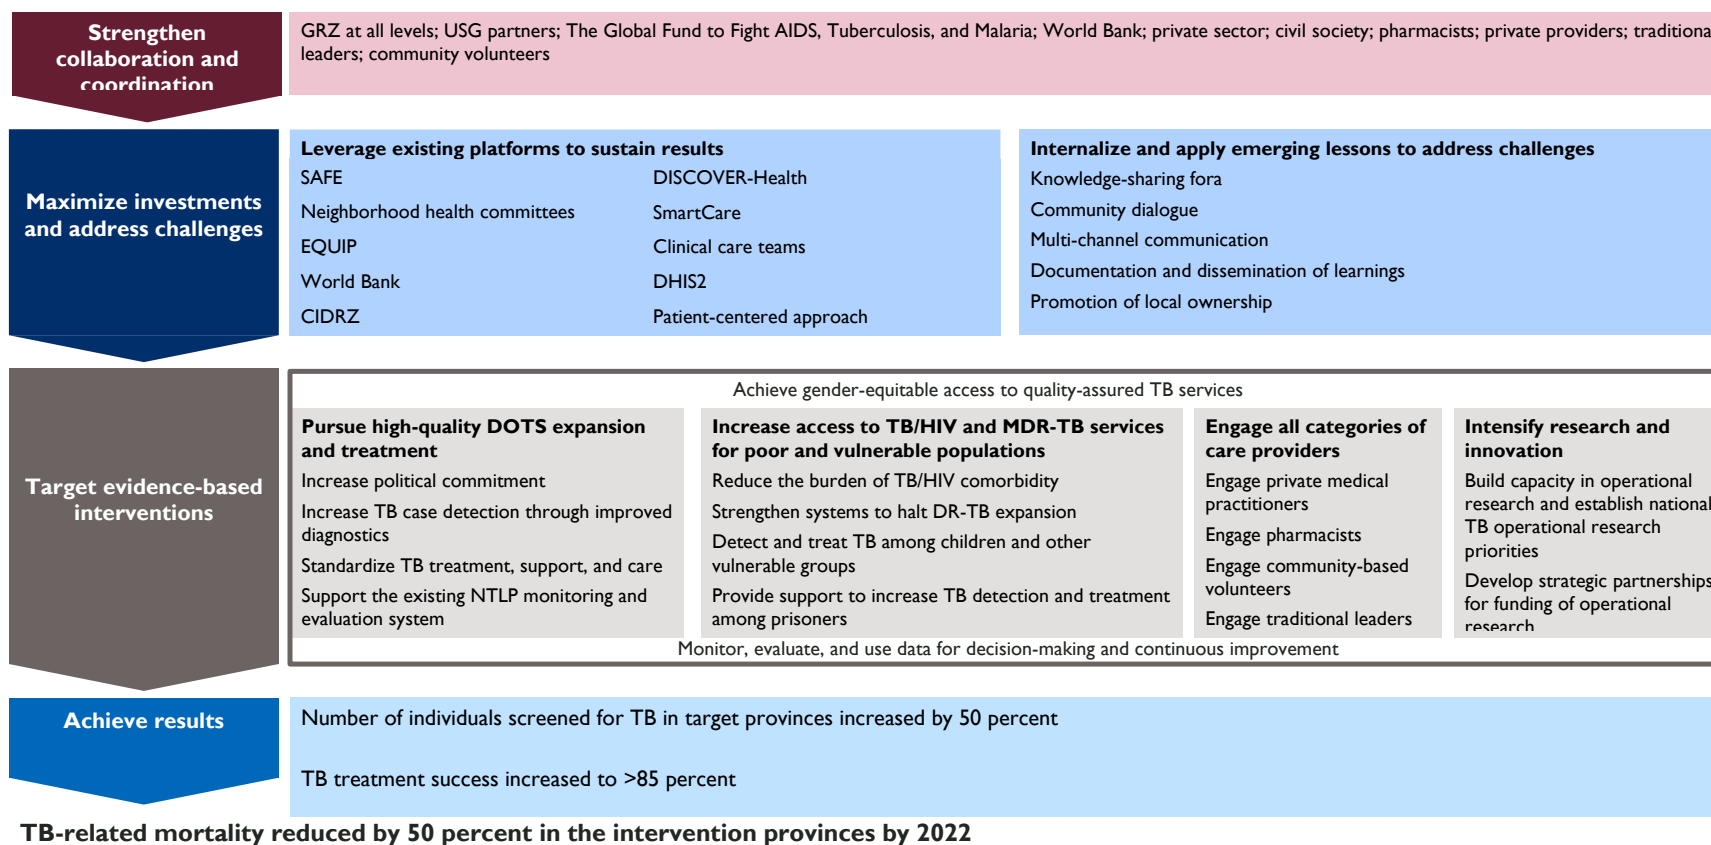 Strengthen
collaboration and
coordination
GRZ at all levels; USG partners; The Global Fund to Fight AIDS, Tuberculosis, and Malaria; World Bank; private sector; civil society; pharmacists; private providers; traditiona
leaders; community volunteers
Maximize investments
and address challenges
Leverage existing platforms to sustain results
SAFE
Neighborhood health committees
EQUIP
World Bank
CIDRZ
DISCOVER-Health
SmartCare
Clinical care teams
DHIS2
Patient-centered approach
Internalize and apply emerging lessons to address challenges
Knowledge-sharing fora
Community dialogue
Multi-channel communication
Documentation and dissemination of learnings
Promotion of local ownership
Target evidence-based
interventions
Achieve gender-equitable access to quality-assured TB services
Pursue high-quality DOTS expansion
and treatment
Increase political commitment
Increase TB case detection through improved
diagnostics
Standardize TB treatment, support, and care
Support the existing NTLP monitoring and
evaluation system
Increase access to TB/HIV and MDR-TB services
for poor and vulnerable populations
Reduce the burden of TB/HIV comorbidity
Strengthen systems to halt DR-TB expansion
Detect and treat TB among children and other
vulnerable groups
Provide support to increase TB detection and treatment
among prisoners
Engage all categories of
care providers
Engage private medical
practitioners
Engage pharmacists
Engage community-based
volunteers
Engage traditional leaders
Intensify research and
innovation
Build capacity in operational
research and establish national
TB operational research
priorities
Develop strategic partnerships
for funding of operational
research
Monitor, evaluate, and use data for decision-making and continuous improvement
Achieve results
Number of individuals screened for TB in target provinces increased by 50 percent
TB treatment success increased to >85 percent
TB-related mortality reduced by 50 percent in the intervention provinces by 2022